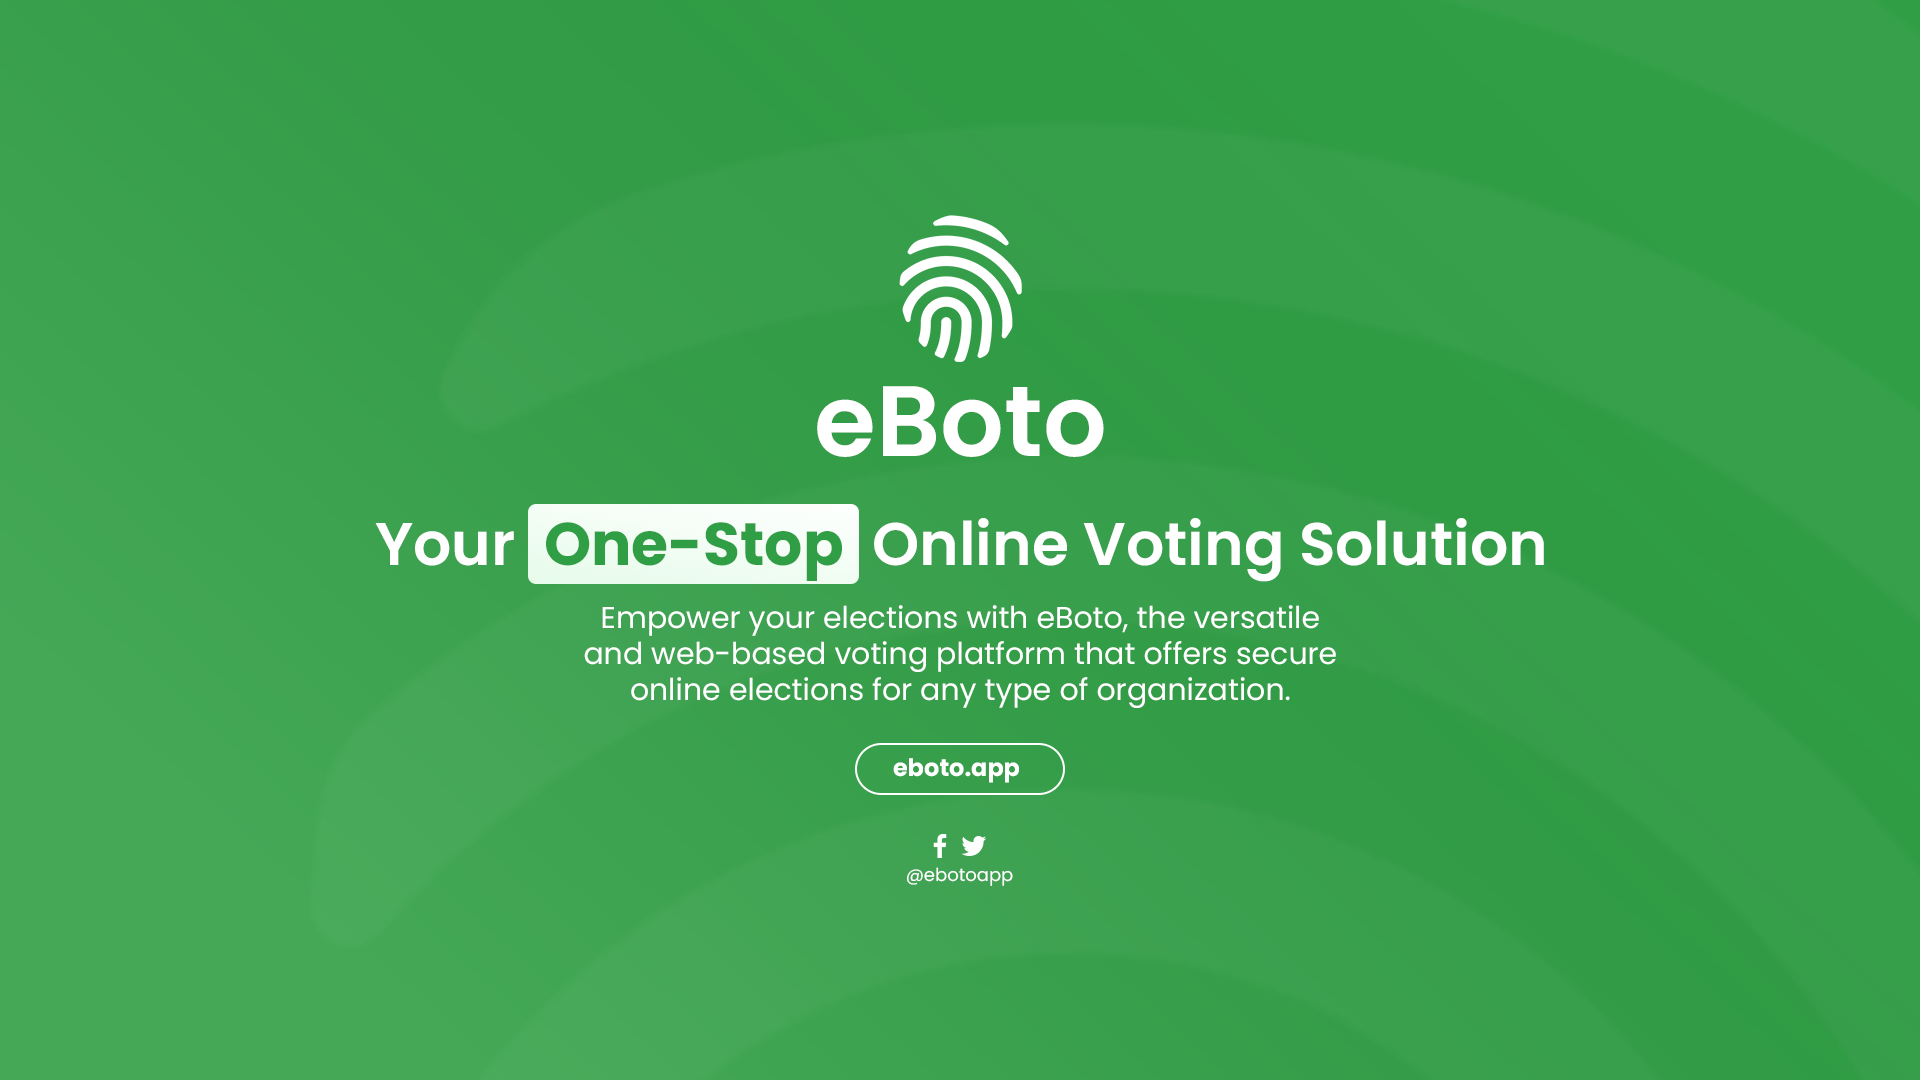 eBoto
Your One-Stop Online Voting Solution
Empower your elections with eBoto, the versatile
and web-based voting platform that offers secure
online elections for any type of organization.
eboto.app
@ebotoapp